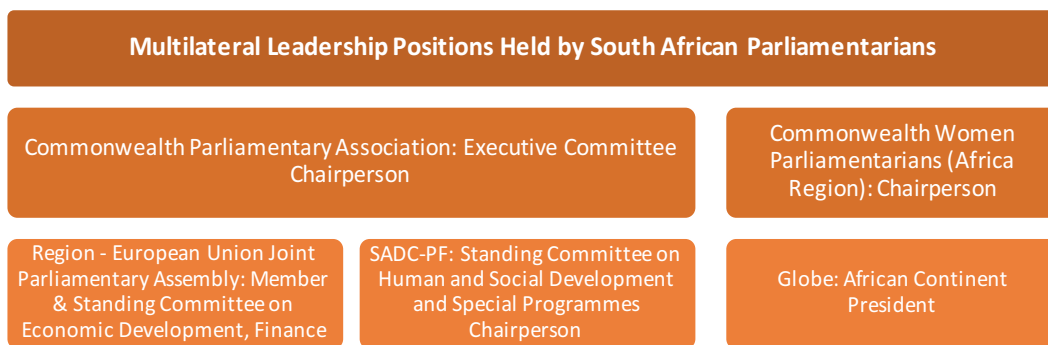 Multilateral Leadership Positions Held by South African Parliamentarians
Commonwealth Parliamentary Association: Executive Committee
Chairperson
Commonwealth Women
Parliamentarians (Africa
Region): Chairperson
Region - European Union Joint
Parliamentary Assembly: Member
& Standing Committee on
Economic Development, Finance
SADC-PF: Standing Committee on
Human and Social Development
and Special Programmes
Chairperson
Globe: African Continent
President